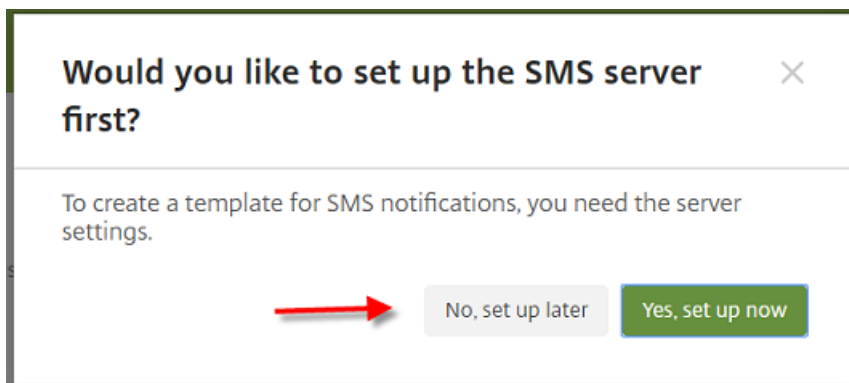 Would you like to set up the SMS server
first?
To create a template for SMS notifications, you need the server
settings.
No, set up later
Yes, set up now